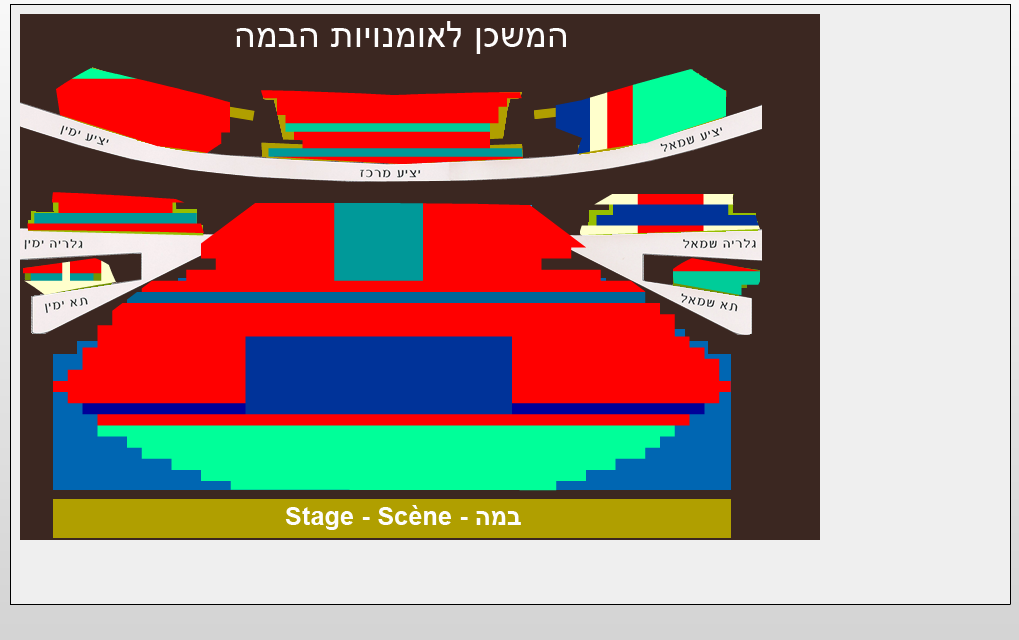 המשכן לאומנויות הבמה
יציע ימין
יציע מרכז
יציע שמאל
גלריה ימין
גלריה שמאל
תא ימין
תא שמאל
Stage - Scène - במה